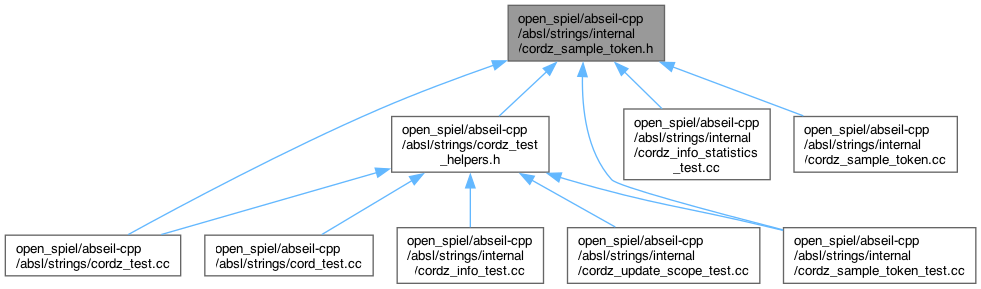 open_spiel/abseil-cpp
/absl/strings/internal
/cordz_sample_token.h
open_spiel/abseil-cpp
/absl/strings/cordz_test
_helpers.h
open_spiel/abseil-cpp
/absl/strings/internal
/cordz_info_statistics
_test.cc
open_spiel/abseil-cpp
/absl/strings/internal
/cordz_sample_token.cc
open_spiel/abseil-cpp
/absl/strings/cordz_test.cc
open_spiel/abseil-cpp
/absl/strings/cord_test.cc
open_spiel/abseil-cpp
/absl/strings/internal
/cordz_info_test.cc
open_spiel/abseil-cpp
/absl/strings/internal
/cordz_update_scope_test.cc
open_spiel/abseil-cpp
/absl/strings/internal
/cordz_sample_token_test.cc